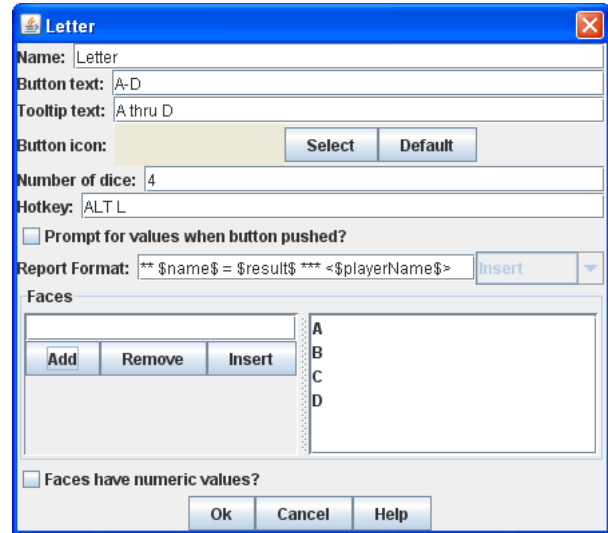 Letter
Name: Letter
Button text: A-D
Tooltip text: A thru D
Button icon: Select Default
Number of dice: 4
Hotkey: ALT L
Prompt for values when button pushed?
Report Format: ** $name$ = $result$ *** <$playerName$> Insert
Faces
Add Remove Insert
A
B
C
D
Faces have numeric values?
Ok Cancel Help